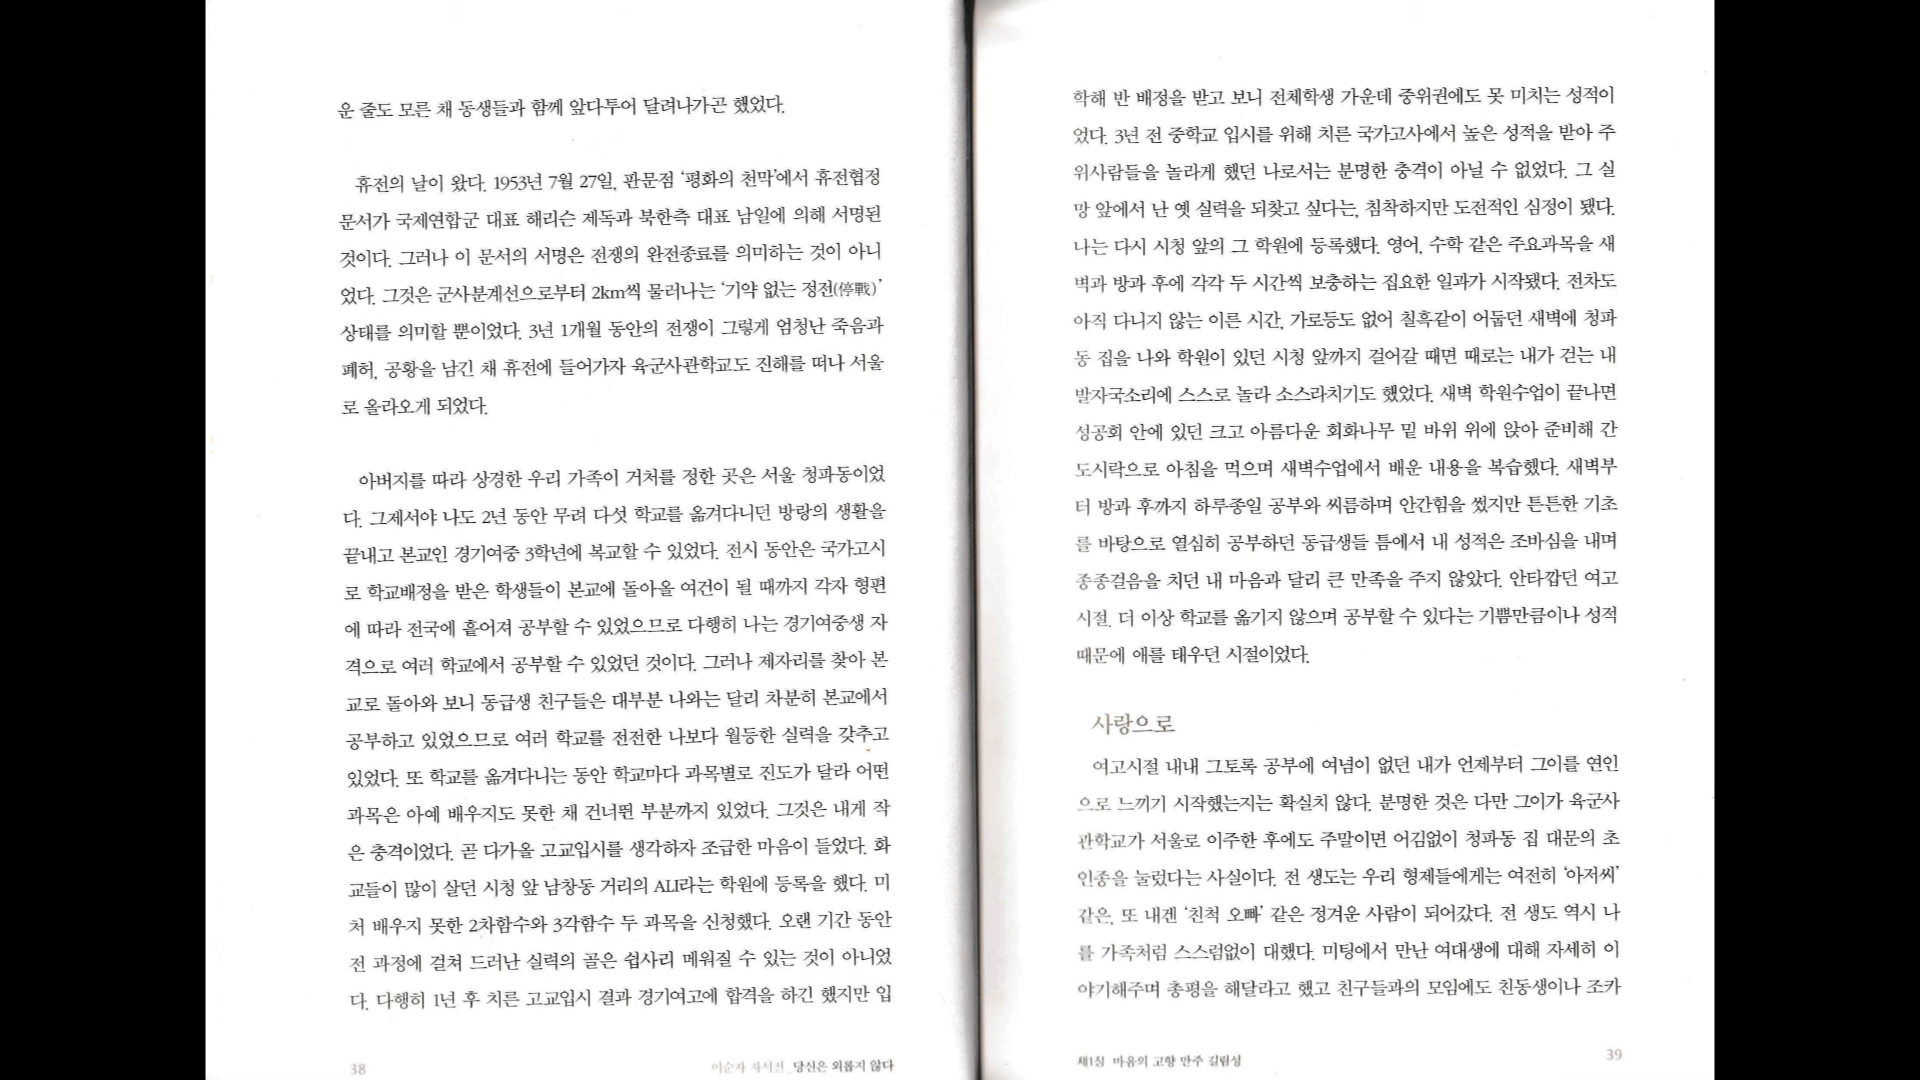 운 줄도 모른 채 동생들과 함께 앞다투어 달려나가곤 했었다.
휴전의 날이 왔다. 1953년 7월 27일, 판문점 ‘평화의 천막’에서 휴전협정
문서가 국제연합군 대표 해리슨 제독과 북한측 대표 남일에 의해 서명된
것이다. 그러나 이 문서의 서명은 전쟁의 완전종료를 의미하는 것이 아니
었다. 그것은 군사분계선으로부터 2km씩 물러나는 ‘기약 없는 정전(停戰)’
상태를 의미할 뿐이었다. 3년 1개월 동안의 전쟁이 그렇게 엄청난 죽음과
폐허, 공황을 남긴 채 휴전에 들어가자 육군사관학교도 진해를 떠나 서울
로 올라오게 되었다.
아버지를 따라 상경한 우리 가족이 거처를 정한 곳은 서울 청파동이었
다. 그제서야 나도 2년 동안 무려 다섯 학교를 옮겨다니던 방랑의 생활을
끝내고 본교인 경기여중 3학년에 복교할 수 있었다. 전시 동안은 국가고시
로 학교배정을 받은 학생들이 본교에 돌아올 여건이 될 때까지 각자 형편
에 따라 전국에 흩어져 공부할 수 있었으므로 다행히 나는 경기여중생 자
격으로 여러 학교에서 공부할 수 있었던 것이다. 그러나 제자리를 찾아 본
교로 돌아와 보니 동급생 친구들은 대부분 나와는 달리 차분히 본교에서
공부하고 있었으므로 여러 학교를 전전한 나보다 월등한 실력을 갖추고
있었다. 또 학교를 옮겨다니는 동안 학교마다 과목별로 진도가 달라 어떤
과목은 아예 배우지도 못한 채 건너뛴 부분까지 있었다. 그것은 내게 작
은 충격이었다. 곧 다가올 고교입시를 생각하자 조급한 마음이 들었다. 화
교들이 많이 살던 시청 앞 남창동 거리의 ALI라는 학원에 등록을 했다. 미
처 배우지 못한 2차함수와 3각함수 두 과목을 신청했다. 오랜 기간 동안
전 과정에 걸쳐 드러난 실력의 골은 쉽사리 메워질 수 있는 것이 아니었
다. 다행히 1년 후 치른 고교입시 결과 경기여고에 합격을 하긴 했지만 입
38
이순자 자서전_당신은 외롭지 않다
학해 반 배정을 받고 보니 전체학생 가운데 중위권에도 못 미치는 성적이
었다. 3년 전 중학교 입시를 위해 치른 국가고사에서 높은 성적을 받아 주
위사람들을 놀라게 했던 나로서는 분명한 충격이 아닐 수 없었다. 그 실
망 앞에서 난 옛 실력을 되찾고 싶다는, 침착하지만 도전적인 심정이 됐다.
나는 다시 시청 앞의 그 학원에 등록했다. 영어, 수학 같은 주요과목을 새
벽과 방과 후에 각각 두 시간씩 보충하는 집요한 일과가 시작됐다. 전차도
아직 다니지 않는 이른 시간, 가로등도 없어 칠흑같이 어둡던 새벽에 청파
동 집을 나와 학원이 있던 시청 앞까지 걸어갈 때면 때로는 내가 걷는 내
발자국소리에 스스로 놀라 소스라치기도 했었다. 새벽 학원수업이 끝나면
성공회 안에 있던 크고 아름다운 회화나무 밑 바위 위에 앉아 준비해 간
도시락으로 아침을 먹으며 새벽수업에서 배운 내용을 복습했다. 새벽부
터 방과 후까지 하루종일 공부와 씨름하며 안간힘을 썼지만 튼튼한 기초
를 바탕으로 열심히 공부하던 동급생들 틈에서 내 성적은 조바심을 내며
종종걸음을 치던 내 마음과 달리 큰 만족을 주지 않았다. 안타깝던 여고
시절. 더 이상 학교를 옮기지 않으며 공부할 수 있다는 기쁨만큼이나 성적
때문에 애를 태우던 시절이었다.
사랑으로
여고시절 내내 그토록 공부에 여념이 없던 내가 언제부터 그이를 연인
으로 느끼기 시작했는지는 확실치 않다. 분명한 것은 다만 그이가 육군사
관학교가 서울로 이주한 후에도 주말이면 어김없이 청파동 집 대문의 초
인종을 눌렀다는 사실이다. 전 생도는 우리 형제들에게는 여전히 ‘아저씨’
같은, 또 내겐 ‘친척 오빠’ 같은 정겨운 사람이 되어갔다. 전 생도 역시 나
를 가족처럼 스스럼없이 대했다. 미팅에서 만난 여대생에 대해 자세히 이
야기해주며 총평을 해달라고 했고 친구들과의 모임에도 친동생이나 조카
제1장 마음의 고향 만주 길림성
39